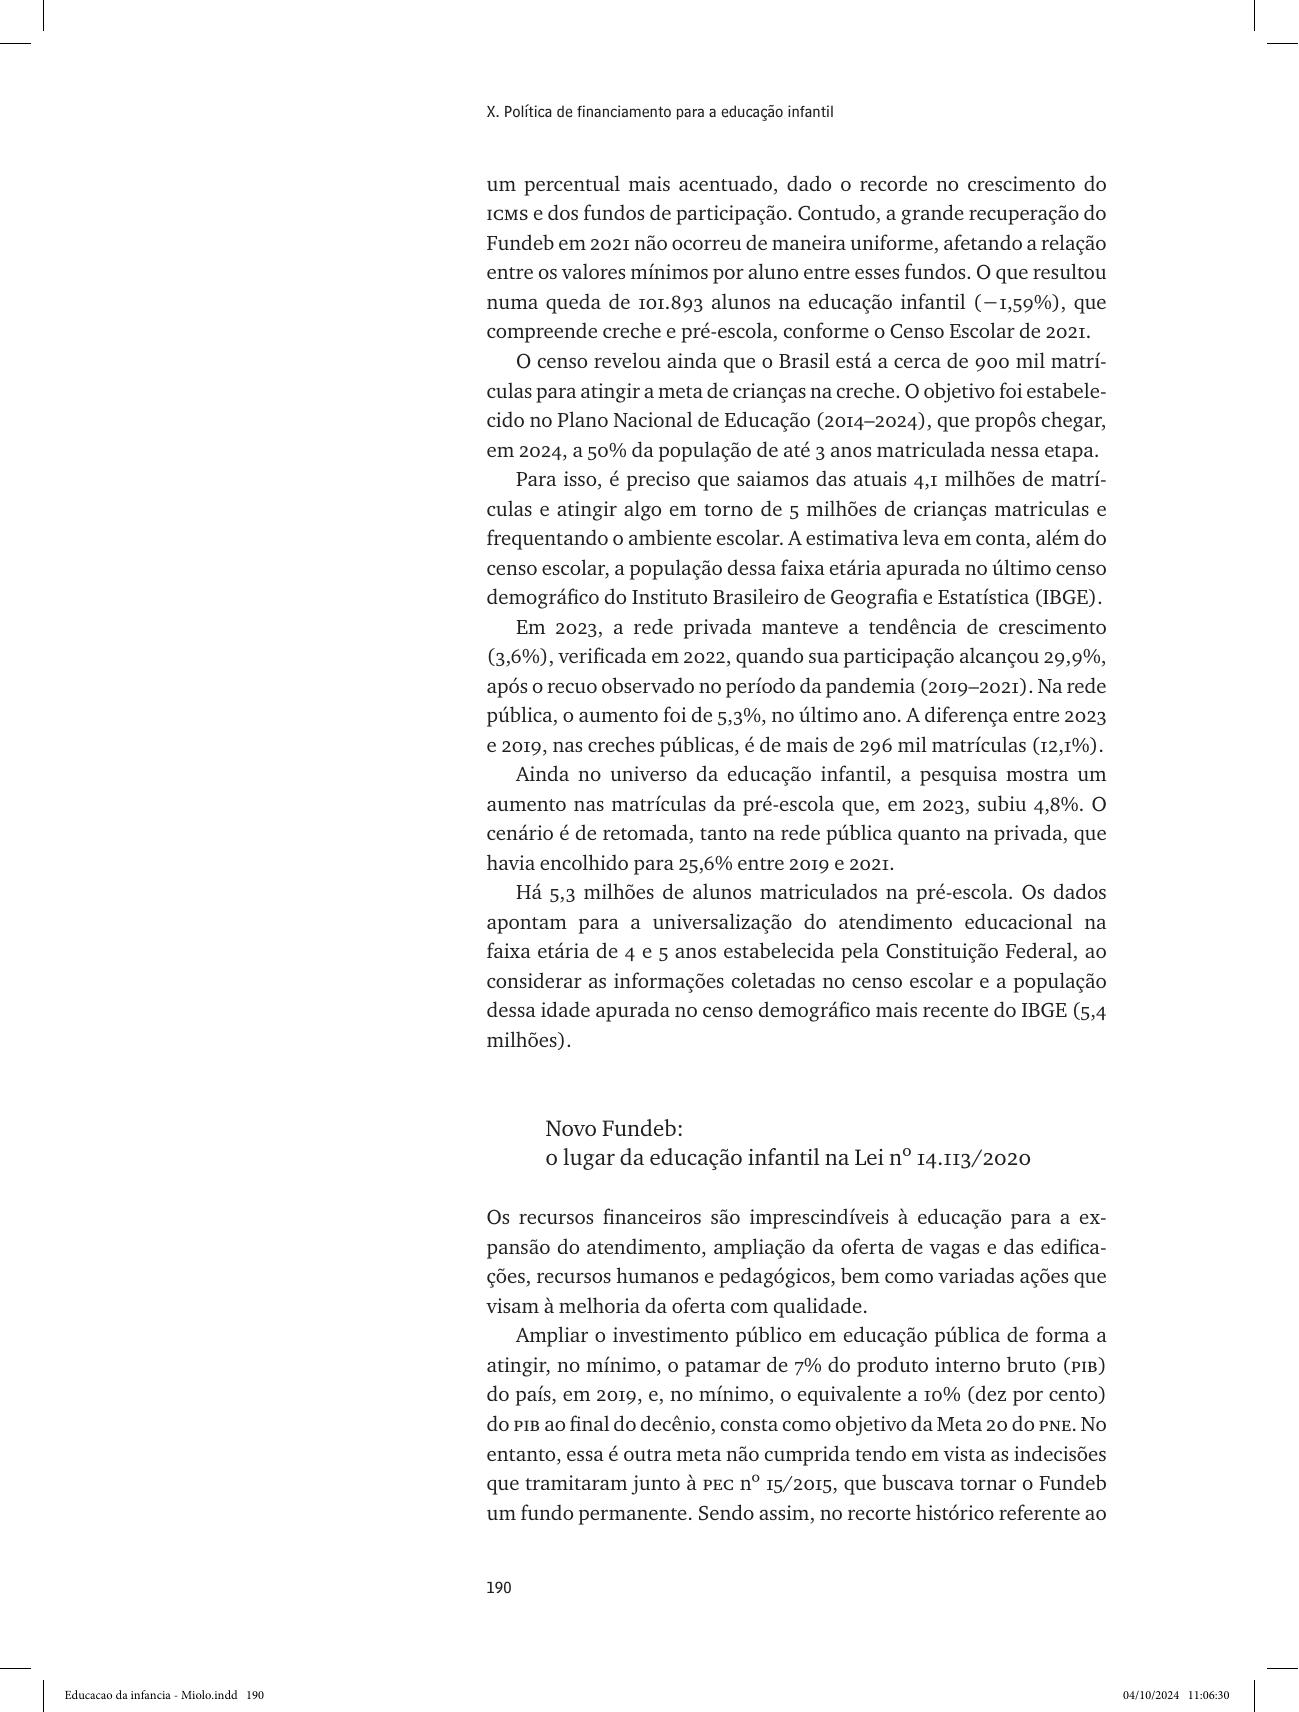 X. Política de financiamento para a educação infantil
um percentual mais acentuado, dado o recorde no crescimento do
ICMS e dos fundos de participação. Contudo, a grande recuperação do
Fundeb em 2021 não ocorreu de maneira uniforme, afetando a relação
entre os valores mínimos por aluno entre esses fundos. O que resultou
numa queda de 101.893 alunos na educação infantil (−1,59%), que
compreende creche e pré-escola, conforme o Censo Escolar de 2021.
O censo revelou ainda que o Brasil está a cerca de 900 mil matrí-
culas para atingir a meta de crianças na creche. O objetivo foi estabele-
cido no Plano Nacional de Educação (2014–2024), que propôs chegar,
em 2024, a 50% da população de até 3 anos matriculada nessa etapa.
Para isso, é preciso que saiamos das atuais 4,1 milhões de matrí-
culas e atingir algo em torno de 5 milhões de crianças matriculas e
frequentando o ambiente escolar. A estimativa leva em conta, além do
censo escolar, a população dessa faixa etária apurada no último censo
demográfico do Instituto Brasileiro de Geografia e Estatística (IBGE).
Em 2023, a rede privada manteve a tendência de crescimento
(3,6%), verificada em 2022, quando sua participação alcançou 29,9%,
após o recuo observado no período da pandemia (2019–2021). Na rede
pública, o aumento foi de 5,3%, no último ano. A diferença entre 2023
e 2019, nas creches públicas, é de mais de 296 mil matrículas (12,1%).
Ainda no universo da educação infantil, a pesquisa mostra um
aumento nas matrículas da pré-escola que, em 2023, subiu 4,8%. O
cenário é de retomada, tanto na rede pública quanto na privada, que
havia encolhido para 25,6% entre 2019 e 2021.
Há 5,3 milhões de alunos matriculados na pré-escola. Os dados
apontam para a universalização do atendimento educacional na
faixa etária de 4 e 5 anos estabelecida pela Constituição Federal, ao
considerar as informações coletadas no censo escolar e a população
dessa idade apurada no censo demográfico mais recente do IBGE (5,4
milhões).
Novo Fundeb:
o lugar da educação infantil na Lei nº 14.113/2020
Os recursos financeiros são imprescindíveis à educação para a ex-
pansão do atendimento, ampliação da oferta de vagas e das edifica-
ções, recursos humanos e pedagógicos, bem como variadas ações que
visam à melhoria da oferta com qualidade.
Ampliar o investimento público em educação pública de forma a
atingir, no mínimo, o patamar de 7% do produto interno bruto (PIB)
do país, em 2019, e, no mínimo, o equivalente a 10% (dez por cento)
do PIB ao final do decênio, consta como objetivo da Meta 20 do PNE. No
entanto, essa é outra meta não cumprida tendo em vista as indecisões
que tramitaram junto à PEC nº 15/2015, que buscava tornar o Fundeb
um fundo permanente. Sendo assim, no recorte histórico referente ao
190
Educacao da infancia - Miolo.indd 190
04/10/2024 11:06:30